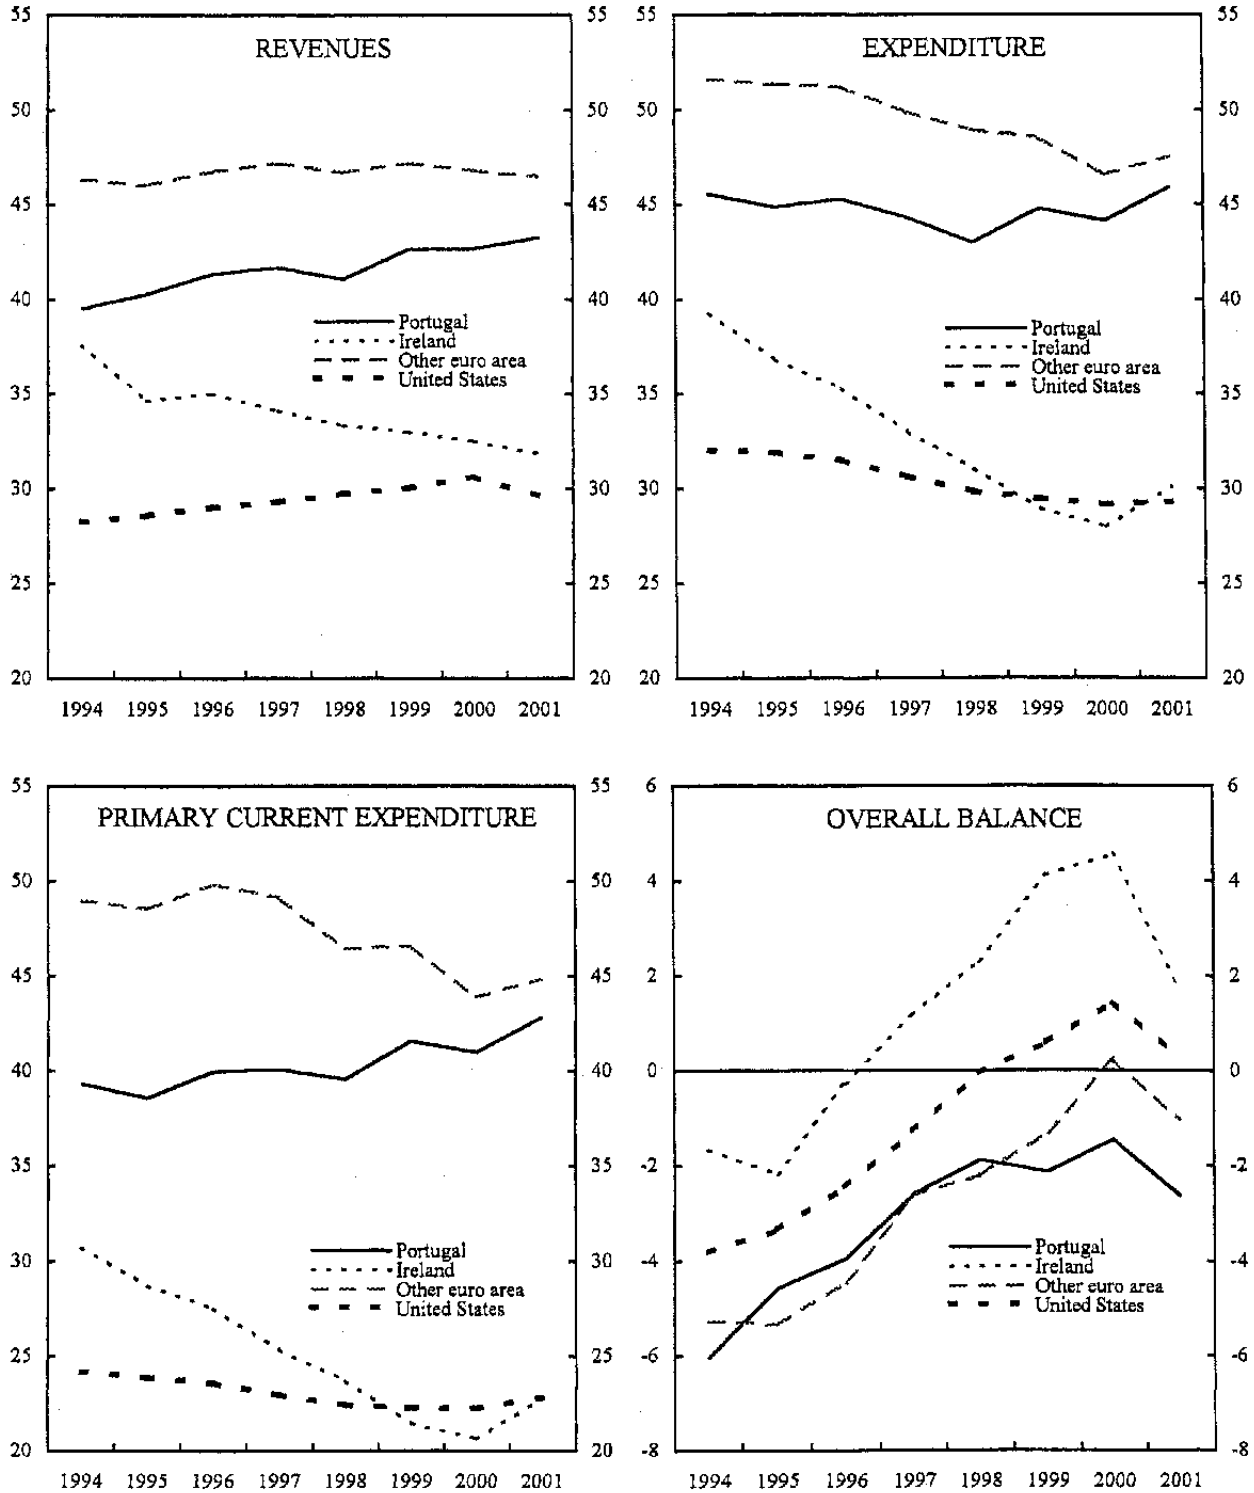 REVENUES
55 55
50 50
45 45
40 40
35 35
30 30
25 25
20 20
Portugal
Ireland
Other euro area
United States
1994 1995 1996 1997 1998 1999 2000 2001
EXPENDITURE
55 55
50 50
45 45
40 40
35 35
30 30
25 25
20 20
Portugal
Ireland
Other euro area
United States
1994 1995 1996 1997 1998 1999 2000 2001
PRIMARY CURRENT EXPENDITURE
55 55
50 50
45 45
40 40
35 35
30 30
25 25
20 20
Portugal
Ireland
Other euro area
United States
1994 1995 1996 1997 1998 1999 2000 2001
OVERALL BALANCE
6 6
4 4
2 2
0 0
-2 -2
-4 -4
-6 -6
-8 -8
Portugal
Ireland
Other euro area
United States
1994 1995 1996 1997 1998 1999 2000 2001